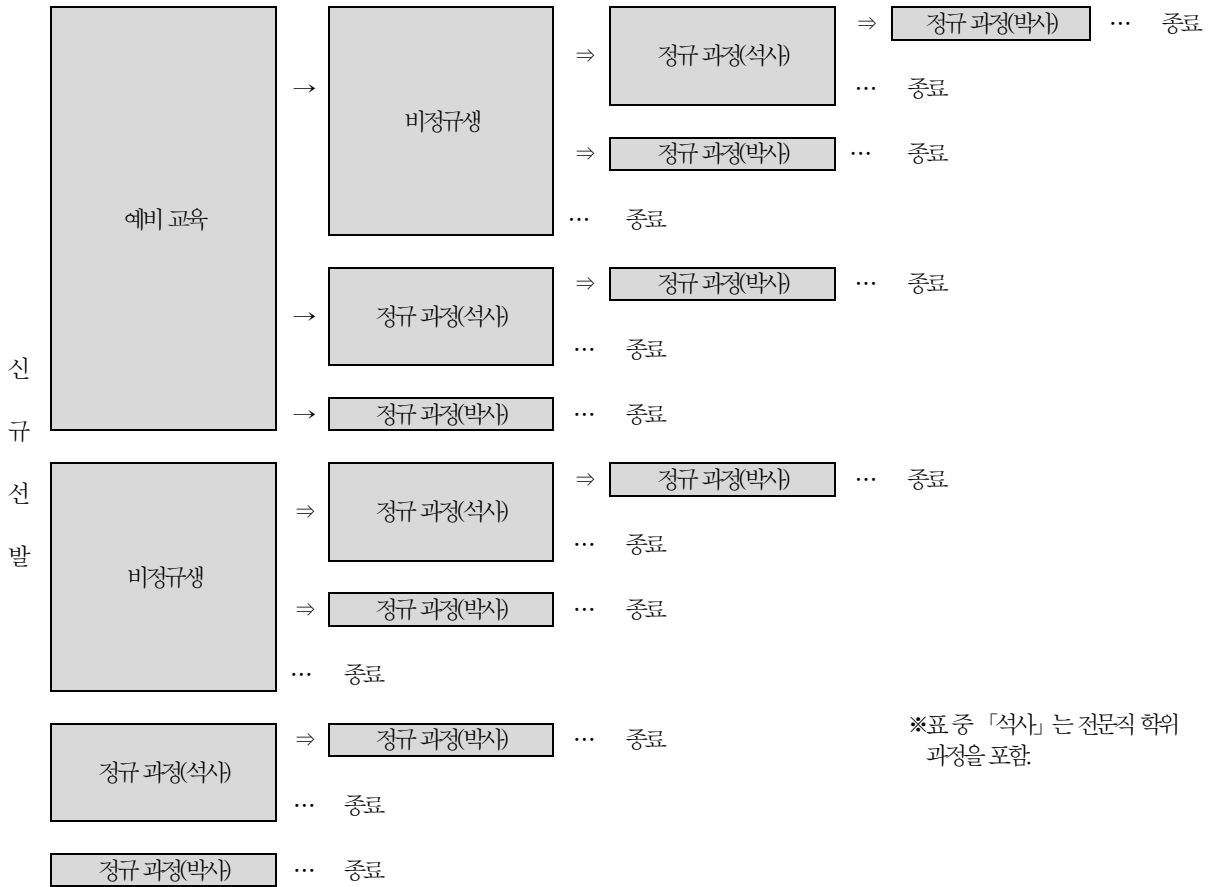 ⇒ 정규 과정(박사) … 종료
⇒ 정규 과정(석사)
→ … 종료
비정규생
⇒ 정규 과정(박사) … 종료
예비 교육 … 종료
⇒ 정규 과정(박사) … 종료
→ 정규 과정(석사)
… 종료
신
→ 정규 과정(박사) … 종료
규
⇒ 정규 과정(박사) … 종료
선
⇒ 정규 과정(석사)
… 종료
발
비정규생
⇒ 정규 과정(박사) … 종료
… 종료
⇒ 정규 과정(박사) … 종료
정규 과정(석사)
… 종료
정규 과정(박사) … 종료
※표 중 「석사」는 전문직 학위
과정을 포함.